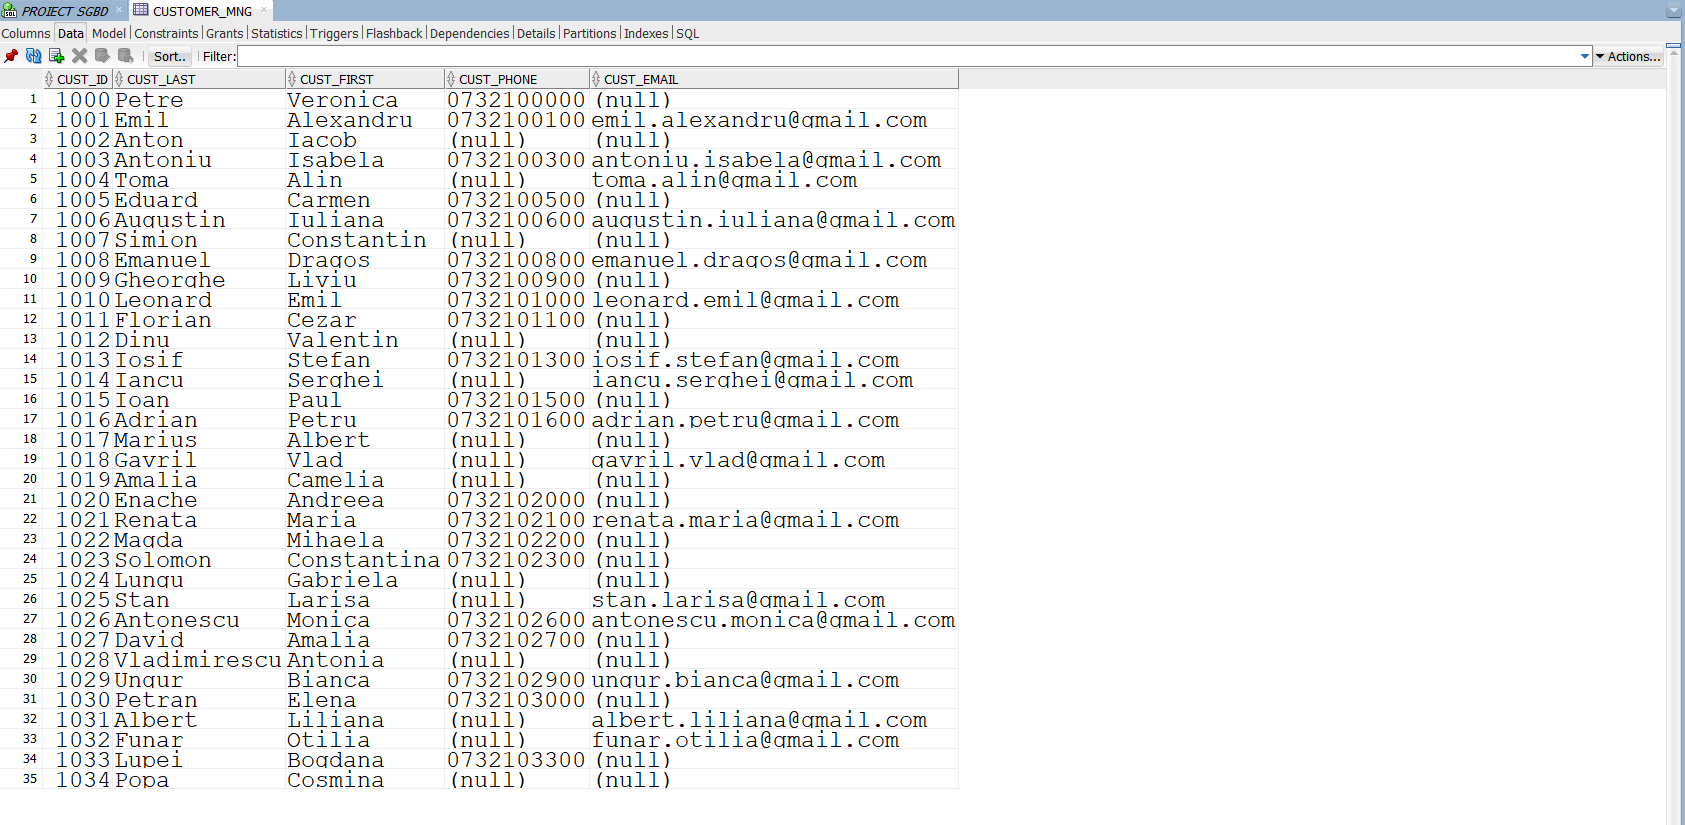 PROIECT SGBD × CUSTOMER_MNG ×
Columns Data Model Constraints Grants Statistics Triggers Flashback Dependencies Details Partitions Indexes SQL
Sort.. Filter: Actions...
CUST_ID CUST_LAST CUST_FIRST CUST_PHONE CUST_EMAIL
1 1000 Petre Veronica 0732100000 (null)
2 1001 Emil Alexandru 0732100100 emil.alexandru@gmail.com
3 1002 Anton Iacob (null) (null)
4 1003 Antoniu Isabela 0732100300 antoniu.isabela@gmail.com
5 1004 Toma Alin (null) toma.alin@gmail.com
6 1005 Eduard Carmen 0732100500 (null)
7 1006 Augustin Iuliana 0732100600 augustin.iuliana@gmail.com
8 1007 Simion Constantin (null) (null)
9 1008 Emanuel Dragos 0732100800 emanuel.dragos@gmail.com
10 1009 Gheorghe Liviu 0732100900 (null)
11 1010 Leonard Emil 0732101000 leonard.emil@gmail.com
12 1011 Florian Cezar 0732101100 (null)
13 1012 Dinu Valentin (null) (null)
14 1013 Iosif Stefan 0732101300 iosif.stefan@gmail.com
15 1014 Iancu Serghei (null) iancu.serghei@gmail.com
16 1015 Ioan Paul 0732101500 (null)
17 1016 Adrian Petru 0732101600 adrian.petru@gmail.com
18 1017 Marius Albert (null) (null)
19 1018 Gavril Vlad (null) gavril.vlad@gmail.com
20 1019 Amalia Camelia (null) (null)
21 1020 Enache Andreea 0732102000 (null)
22 1021 Renata Maria 0732102100 renata.maria@gmail.com
23 1022 Magda Mihaela 0732102200 (null)
24 1023 Solomon Constantina 0732102300 (null)
25 1024 Lungu Gabriela (null) (null)
26 1025 Stan Larisa (null) stan.larisa@gmail.com
27 1026 Antonescu Monica 0732102600 antonescu.monica@gmail.com
28 1027 David Amalia 0732102700 (null)
29 1028 Vladimirescu Antonia (null) (null)
30 1029 Ungur Bianca 0732102900 ungur.bianca@gmail.com
31 1030 Petran Elena 0732103000 (null)
32 1031 Albert Liliana (null) albert.liliana@gmail.com
33 1032 Funar Otilia (null) funar.otilia@gmail.com
34 1033 Lupei Bogdana 0732103300 (null)
35 1034 Popa Cosmina (null) (null)